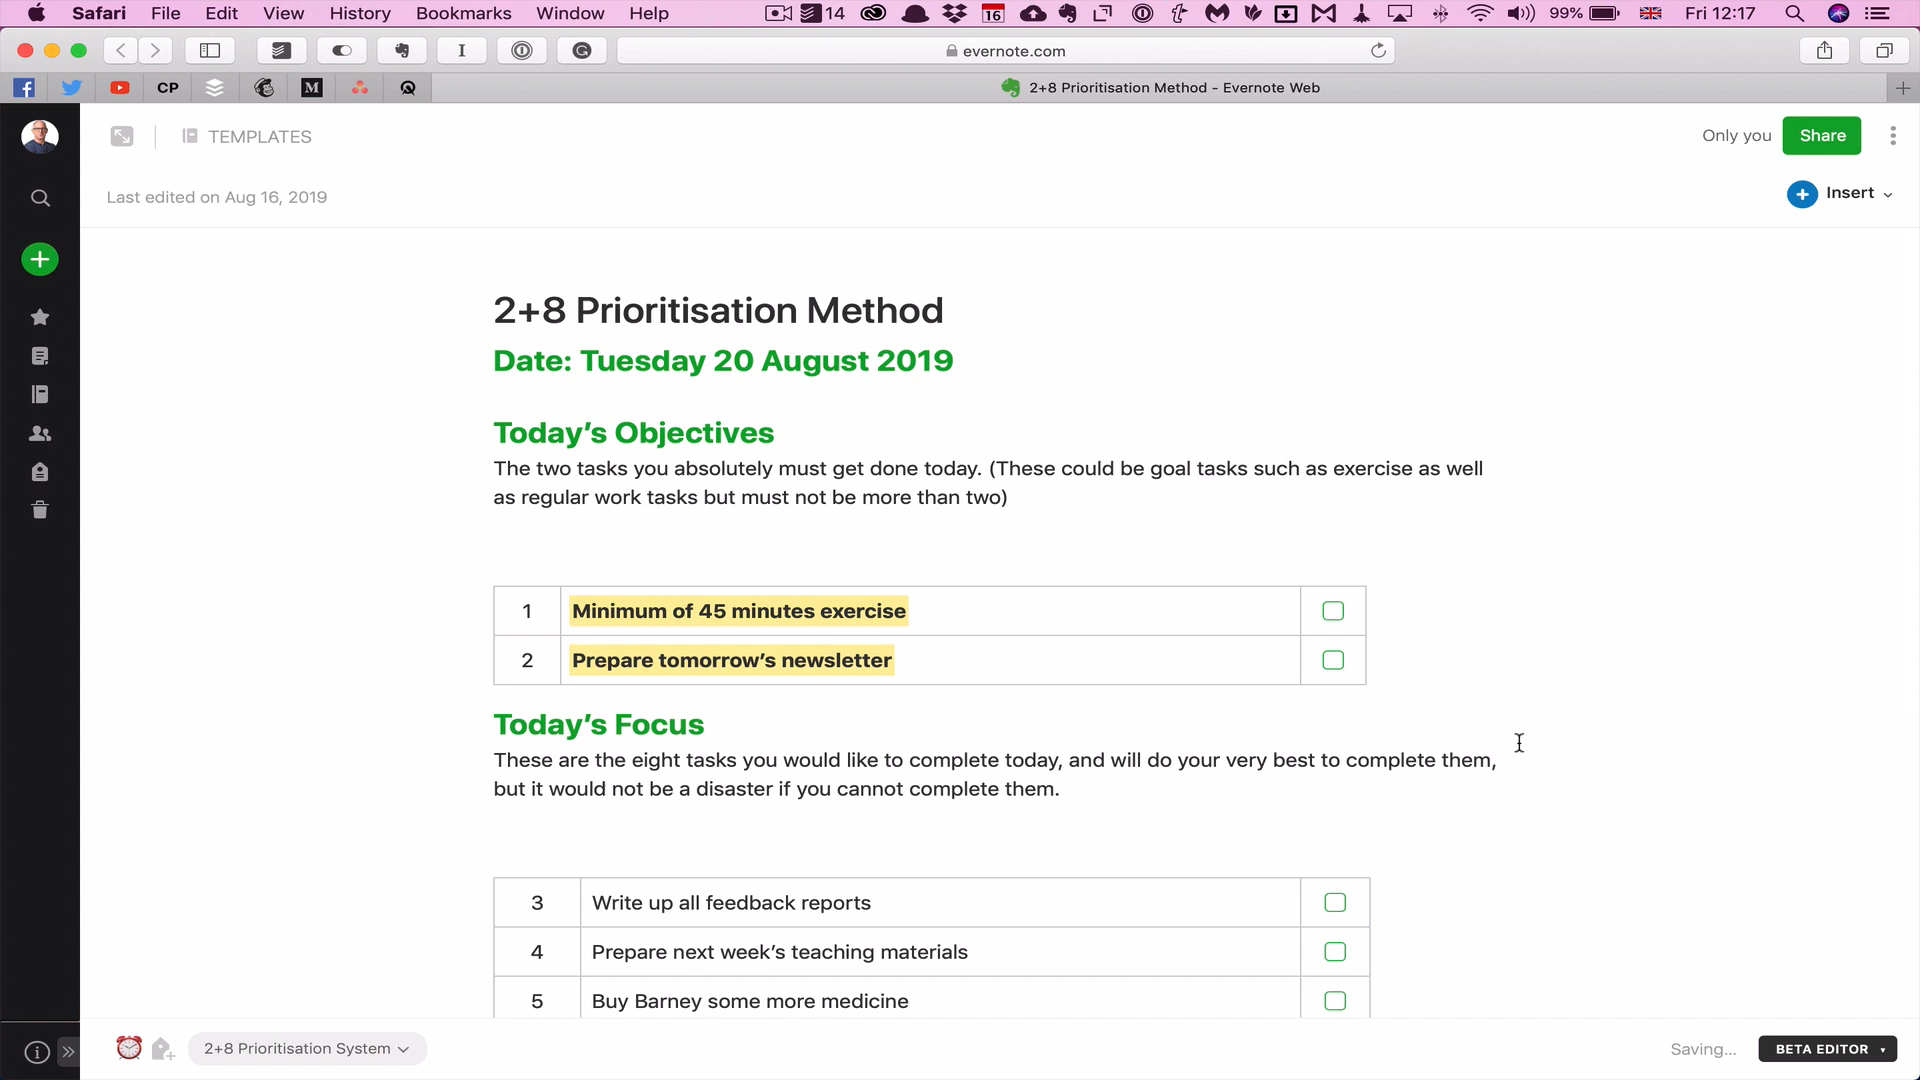 Safari File Edit View History Bookmarks Window Help 14 16 99% Fri 12:17
evernote.com
CP M 2+8 Prioritisation Method - Evernote Web
TEMPLATES
Only you Share
Last edited on Aug 16, 2019
Insert
2+8 Prioritisation Method
Date: Tuesday 20 August 2019
Today’s Objectives
The two tasks you absolutely must get done today. (These could be goal tasks such as exercise as well
as regular work tasks but must not be more than two)
1 Minimum of 45 minutes exercise
2 Prepare tomorrow’s newsletter
Today’s Focus
These are the eight tasks you would like to complete today, and will do your very best to complete them,
but it would not be a disaster if you cannot complete them.
3 Write up all feedback reports
4 Prepare next week’s teaching materials
5 Buy Barney some more medicine
2+8 Prioritisation System
Saving... BETA EDITOR